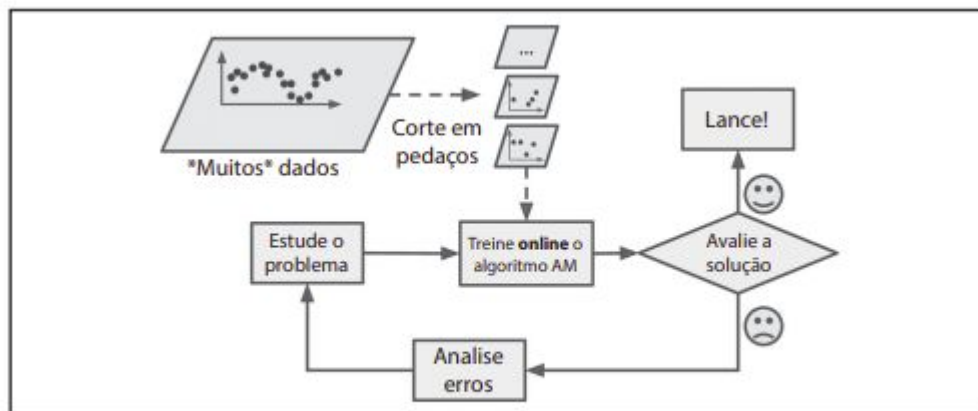 ...
Corte em
pedaços
*Muitos* dados
Lance!
Estude o
problema
Treine online o
algoritmo AM
Avalie a
solução
Analise
erros